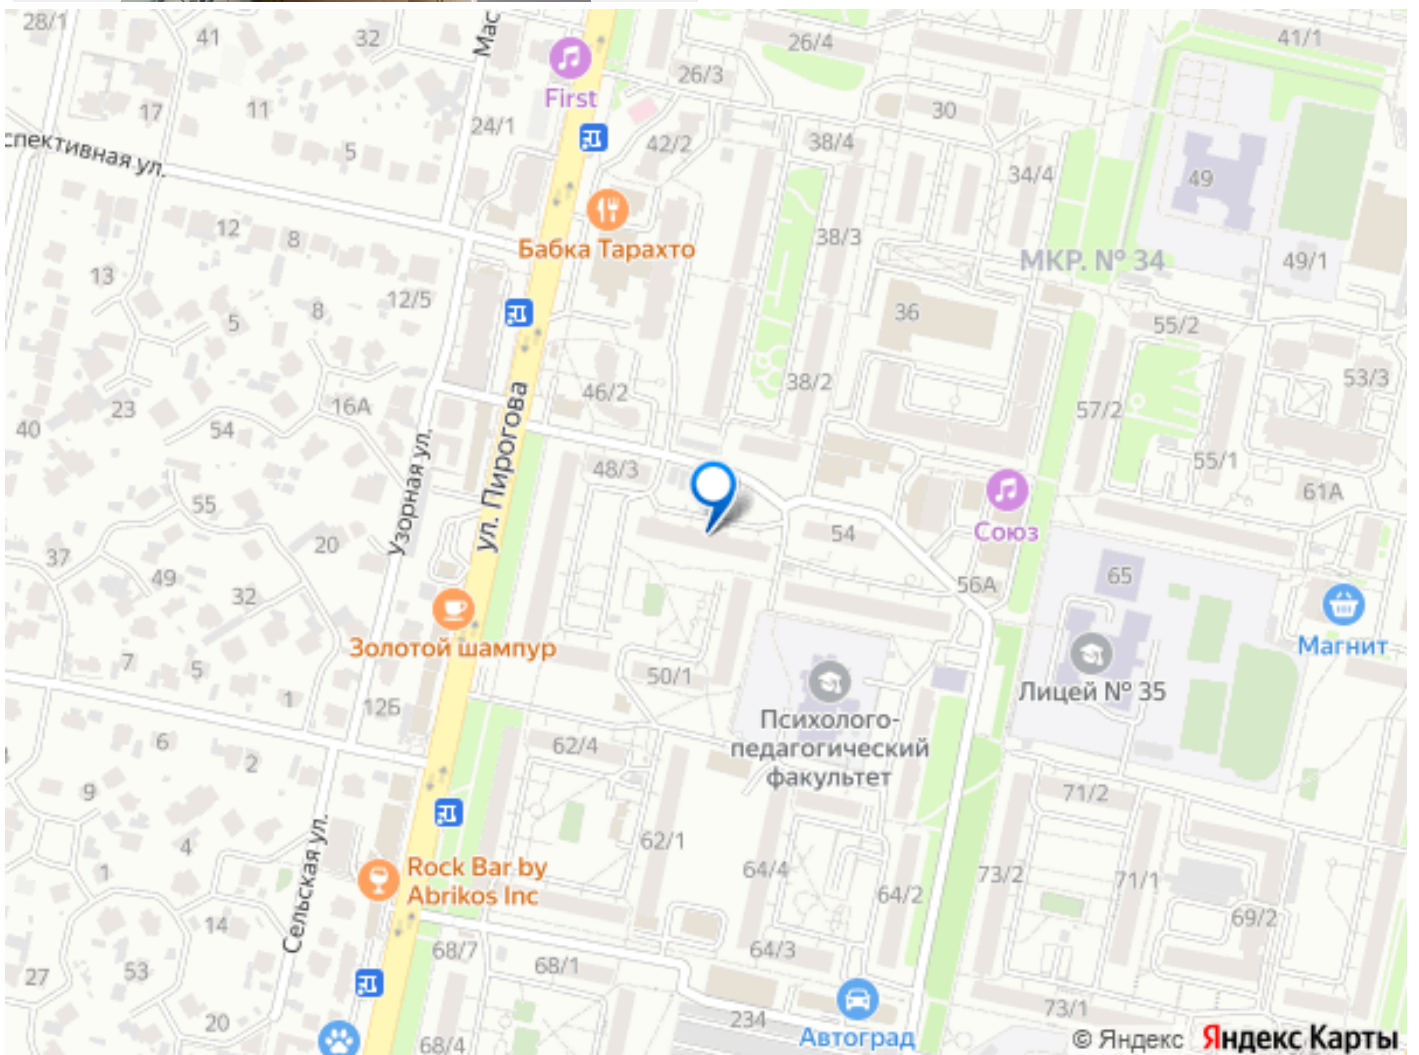 28/1
41
32
Мас
First
26/4
41/1
26/3
17
11
24/1
5
42/2
30
38/4
34/4
49
спективная ул.
12
8
Бабка Тарахто
38/3
МКР. № 34
49/1
13
12/5
8
5
36
55/2
53/3
46/2
38/2
57/2
16А
23
54
40
ул. Пирогова
Узорная ул.
48/3
55/1
61А
55
20
54
Союз
37
49
32
56А
65
Магнит
Золотой шампур
7
5
1
50/1
Лицей № 35
12Б
Психолого-
педагогический
факультет
6
2
62/4
9
71/2
4
Сельская ул.
1
62/1
Rock Bar by
Abrikos Inc
64/4
64/2
73/2
71/1
69/2
14
68/7
64/3
53
68/1
27
73/1
20
234
Автоград
68/4
© Яндекс Яндекс Карты